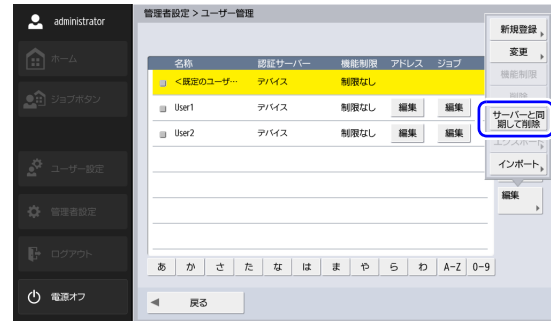 administrator
ホーム
ジョブボタン
ユーザー設定
管理者設定
ログアウト
電源オフ
管理者設定 > ユーザー管理
名称 認証サーバー 機能制限 アドレス ジョブ
<既定のユーザ… デバイス 制限なし
User1 デバイス 制限なし 編集 編集
User2 デバイス 制限なし 編集 編集
新規登録
変更
機能制限
削除
サーバーと同
期して削除
エクスポート
インポート
編集
あ か さ た な は ま や ら わ A-Z 0-9
戻る